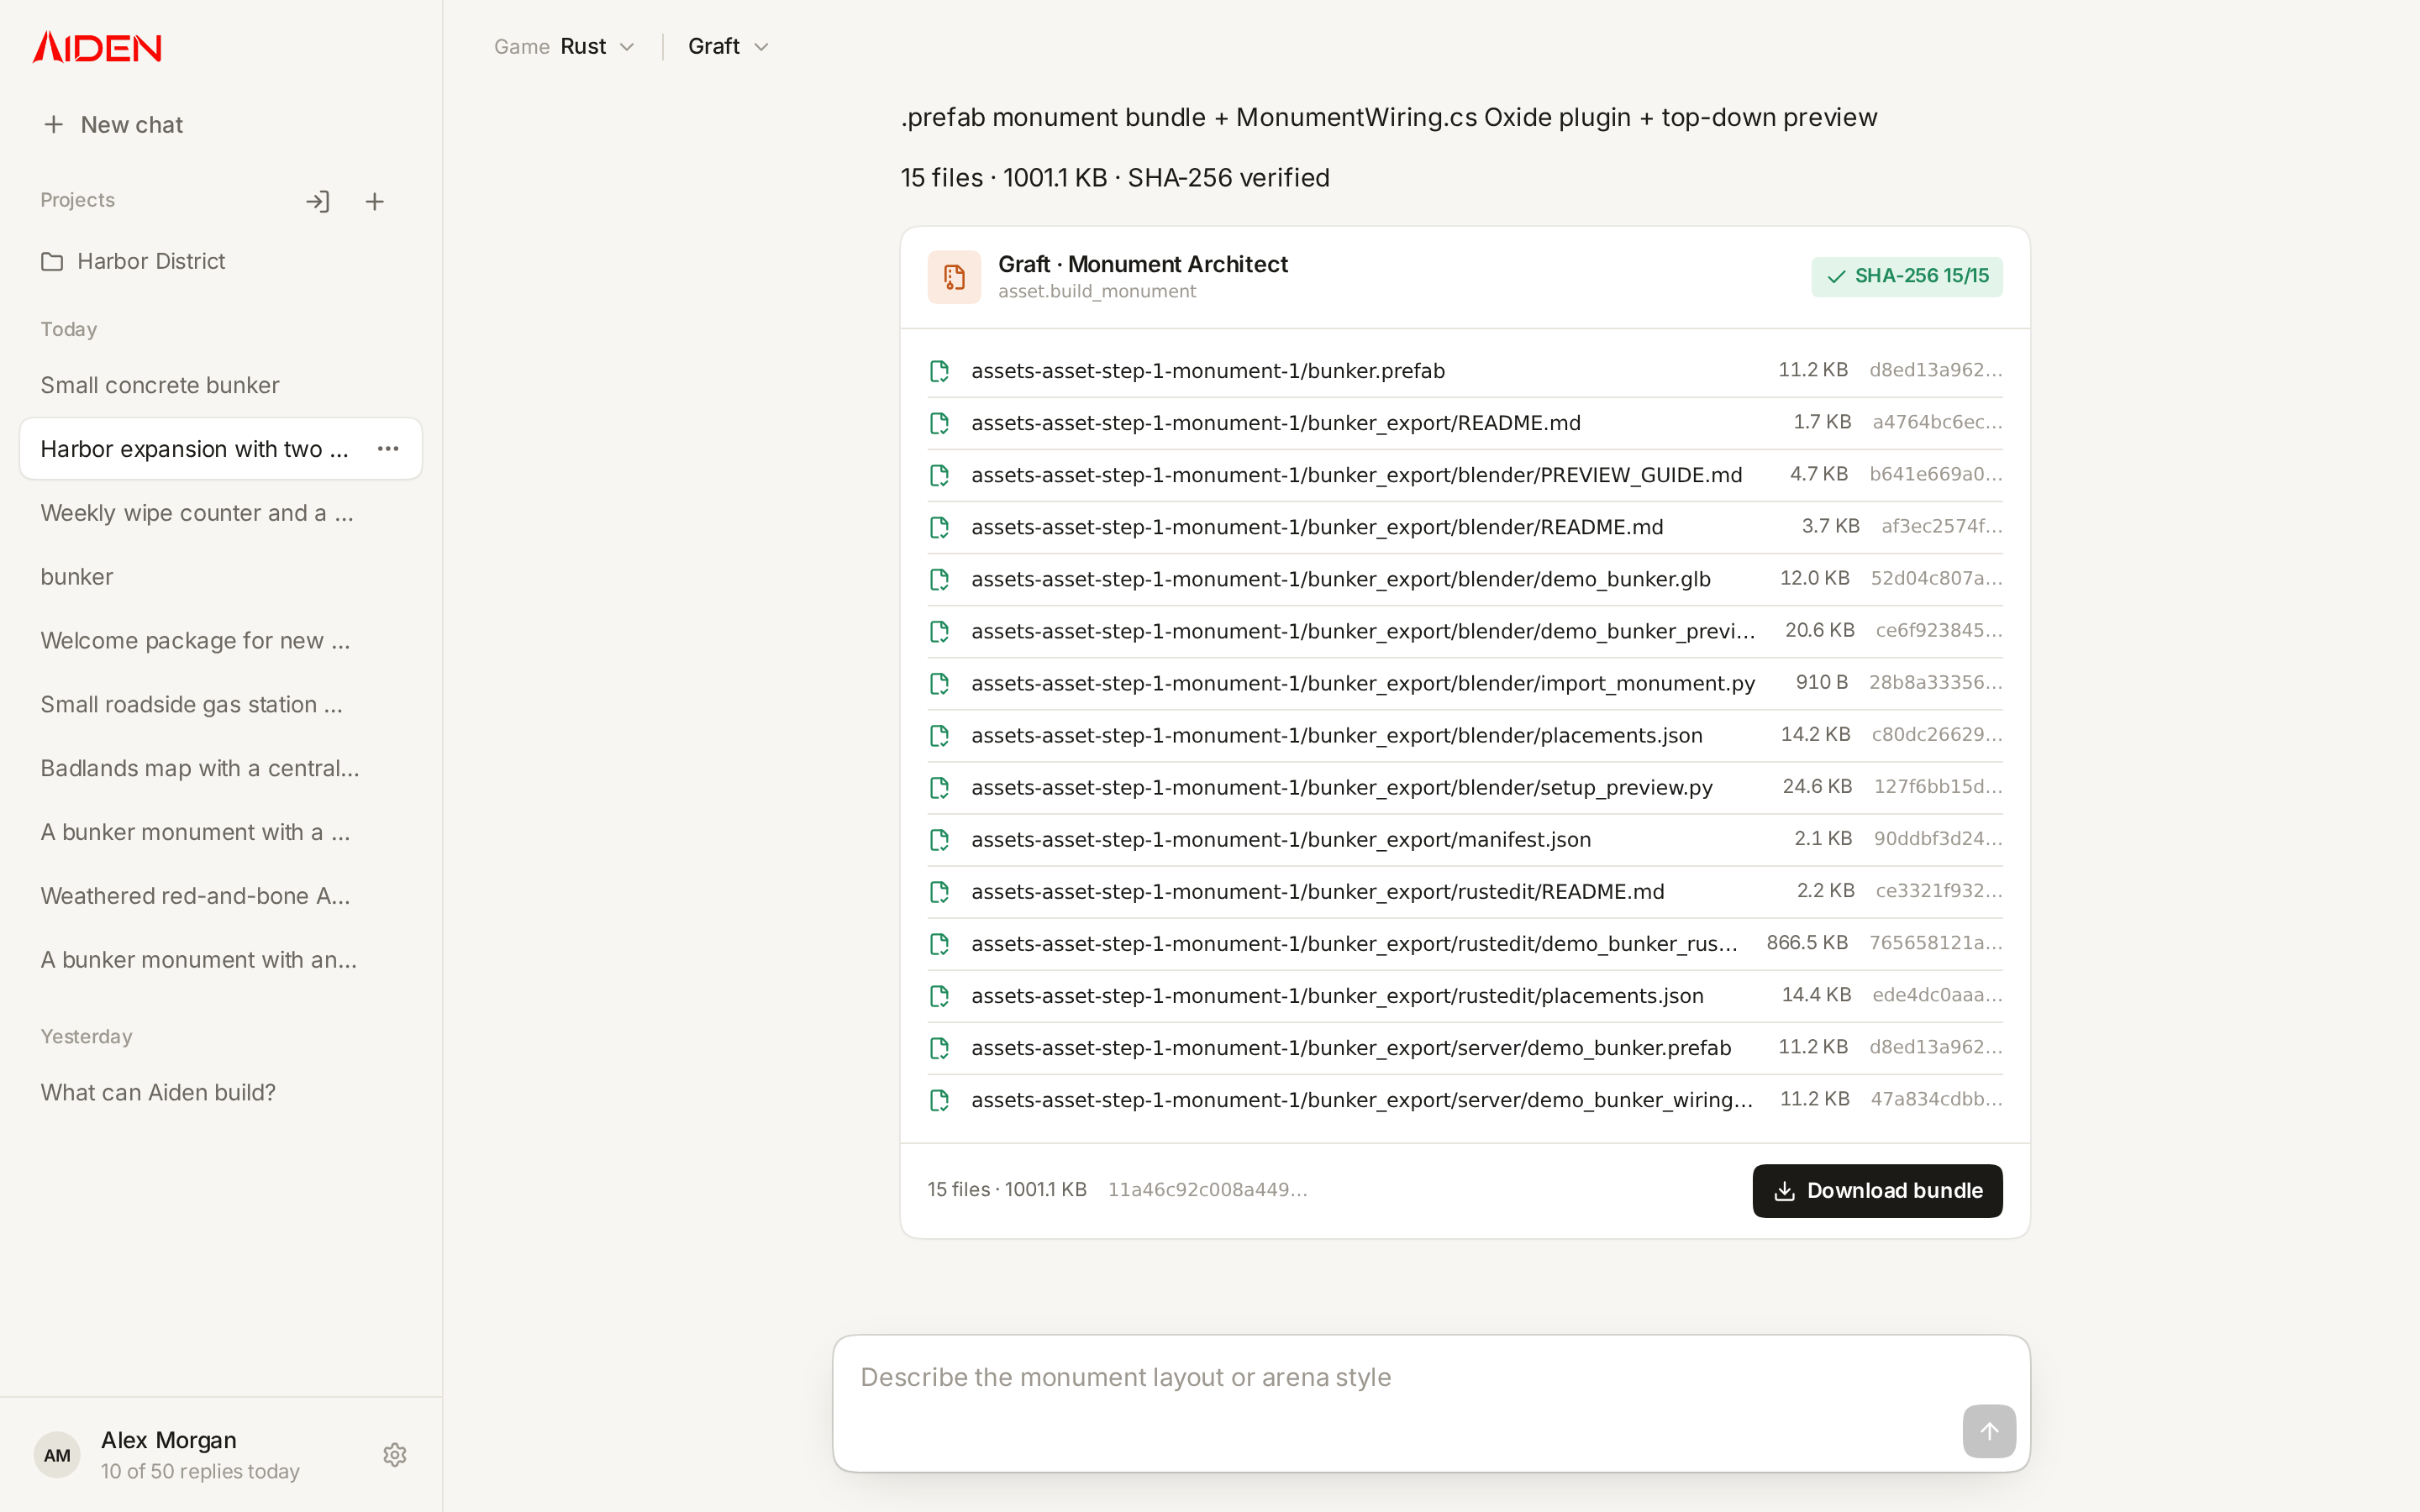 AIDEN
New chat
Projects
Harbor District
Today
Small concrete bunker
Harbor expansion with two ...
Weekly wipe counter and a ...
bunker
Welcome package for new ...
Small roadside gas station ...
Badlands map with a central...
A bunker monument with a ...
Weathered red-and-bone A...
A bunker monument with an...
Yesterday
What can Aiden build?
AM
Alex Morgan
10 of 50 replies today
Game Rust Graft
.prefab monument bundle + MonumentWiring.cs Oxide plugin + top-down preview
15 files · 1001.1 KB · SHA-256 verified
Graft · Monument Architect
asset.build_monument
SHA-256 15/15
assets-asset-step-1-monument-1/bunker.prefab 11.2 KB d8ed13a962...
assets-asset-step-1-monument-1/bunker_export/README.md 1.7 KB a4764bc6ec...
assets-asset-step-1-monument-1/bunker_export/blender/PREVIEW_GUIDE.md 4.7 KB b641e669a0...
assets-asset-step-1-monument-1/bunker_export/blender/README.md 3.7 KB af3ec2574f...
assets-asset-step-1-monument-1/bunker_export/blender/demo_bunker.glb 12.0 KB 52d04c807a...
assets-asset-step-1-monument-1/bunker_export/blender/demo_bunker_previ... 20.6 KB ce6f923845...
assets-asset-step-1-monument-1/bunker_export/blender/import_monument.py 910 B 28b8a33356...
assets-asset-step-1-monument-1/bunker_export/blender/placements.json 14.2 KB c80dc26629...
assets-asset-step-1-monument-1/bunker_export/blender/setup_preview.py 24.6 KB 127f6bb15d...
assets-asset-step-1-monument-1/bunker_export/manifest.json 2.1 KB 90ddbf3d24...
assets-asset-step-1-monument-1/bunker_export/rustedit/README.md 2.2 KB ce3321f932...
assets-asset-step-1-monument-1/bunker_export/rustedit/demo_bunker_rus... 866.5 KB 765658121a...
assets-asset-step-1-monument-1/bunker_export/rustedit/placements.json 14.4 KB ede4dc0aaa...
assets-asset-step-1-monument-1/bunker_export/server/demo_bunker.prefab 11.2 KB d8ed13a962...
assets-asset-step-1-monument-1/bunker_export/server/demo_bunker_wiring... 11.2 KB 47a834cdbb...
15 files · 1001.1 KB 11a46c92c008a449...
Download bundle
Describe the monument layout or arena style